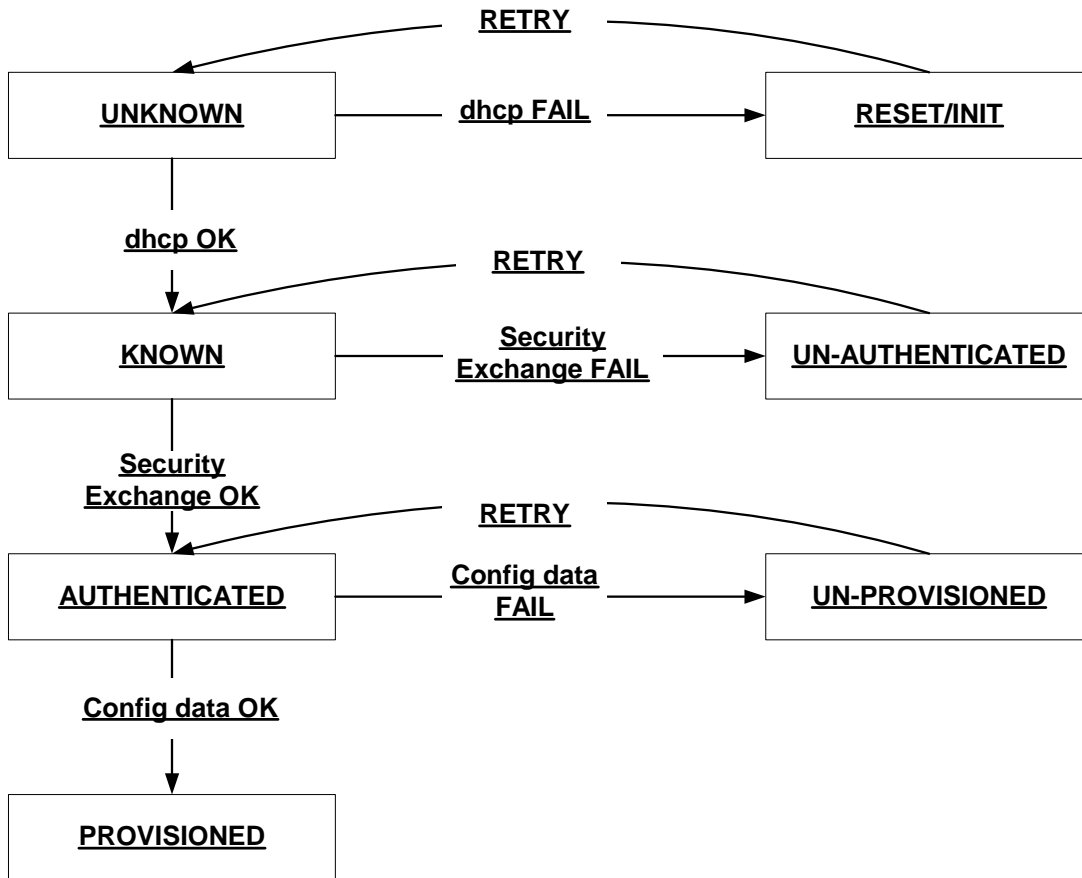 RETRY
UNKNOWN
dhcp FAIL
RESET/INIT
dhcp OK
RETRY
KNOWN
Security
Exchange FAIL
UN-AUTHENTICATED
Security
Exchange OK
RETRY
AUTHENTICATED
Config data
FAIL
UN-PROVISIONED
Config data OK
PROVISIONED